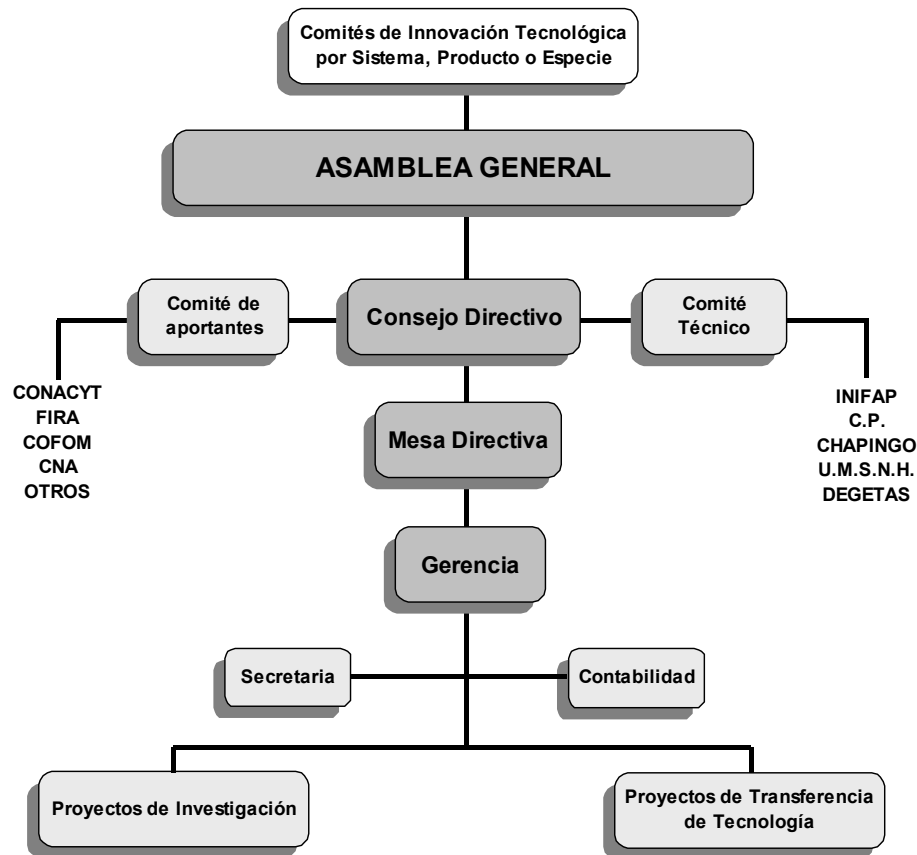 Comités de Innovación Tecnológica
por Sistema, Producto o Especie
ASAMBLEA GENERAL
Comité de
aportantes
Consejo Directivo
Comité
Técnico
CONACYT
FIRA
COFOM
CNA
OTROS
INIFAP
C.P.
CHAPINGO
U.M.S.N.H.
DEGETAS
Mesa Directiva
Gerencia
Secretaria
Contabilidad
Proyectos de Investigación
Proyectos de Transferencia
de Tecnología